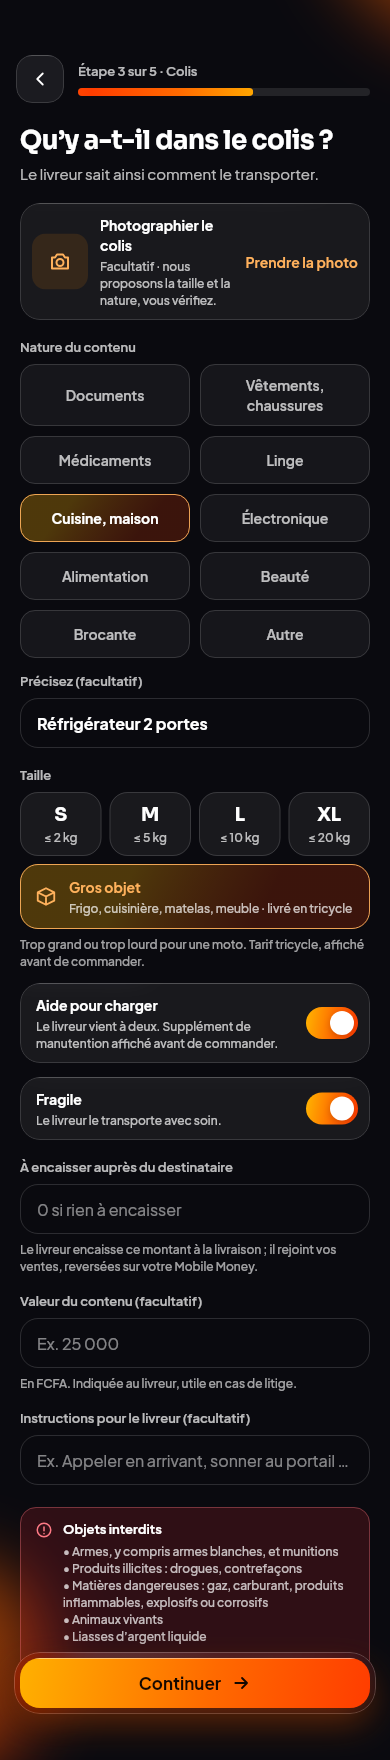 Étape 3 sur 5 · Colis
Qu’y a-t-il dans le colis ?
Le livreur sait ainsi comment le transporter.
Photographier le
colis
Facultatif · nous
proposons la taille et la
nature, vous vérifiez.
Prendre la photo
Nature du contenu
Documents
Vêtements,
chaussures
Médicaments
Linge
Cuisine, maison
Électronique
Alimentation
Beauté
Brocante
Autre
Précisez (facultatif)
Réfrigérateur 2 portes
Taille
S
≤ 2 kg
M
≤ 5 kg
L
≤ 10 kg
XL
≤ 20 kg
Gros objet
Frigo, cuisinière, matelas, meuble · livré en tricycle
Trop grand ou trop lourd pour une moto. Tarif tricycle, affiché
avant de commander.
Aide pour charger
Le livreur vient à deux. Supplément de
manutention affiché avant de commander.
Fragile
Le livreur le transporte avec soin.
À encaisser auprès du destinataire
0 si rien à encaisser
Le livreur encaisse ce montant à la livraison ; il rejoint vos
ventes, reversées sur votre Mobile Money.
Valeur du contenu (facultatif)
Ex. 25 000
En FCFA. Indiquée au livreur, utile en cas de litige.
Instructions pour le livreur (facultatif)
Ex. Appeler en arrivant, sonner au portail ...
Objets interdits
• Armes, y compris armes blanches, et munitions
• Produits illicites : drogues, contrefaçons
• Matières dangereuses : gaz, carburant, produits
inflammables, explosifs ou corrosifs
• Animaux vivants
• Liasses d’argent liquide
Continuer →